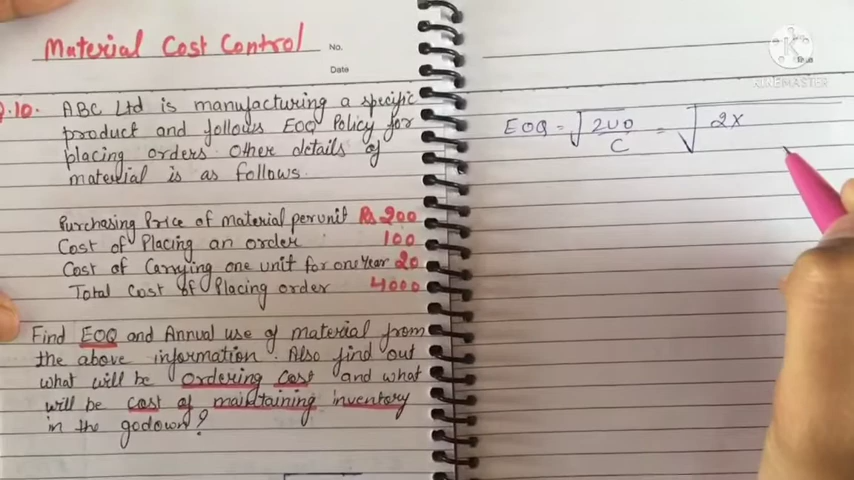 Material Cost Control
No.
Date
Q.10. ABC Ltd is manufacturing a specific
product and follows EOQ Policy for
placing orders. Other details of
material is as follows.
Purchasing Price of material per unit Rs 200
Cost of Placing an order 100
Cost of Carrying one unit for one Year 20
Total Cost of Placing order 4000
Find EOQ and Annual use of material from
the above information. Also find out
what will be ordering cost and what
will be cost of maintaining inventory
in the godown?
K
KINEMASTER
EOQ = √2UO/C = √2X